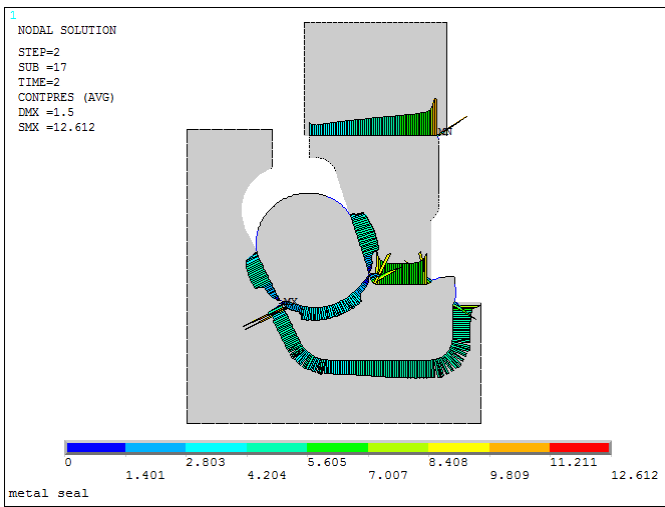 1
NODAL SOLUTION
STEP=2
SUB =17
TIME=2
CONTPRES (AVG)
DMX =1.5
SMX =12.612
MN
MX
0 2.803 5.605 8.408 11.211
1.401 4.204 7.007 9.809 12.612
metal seal